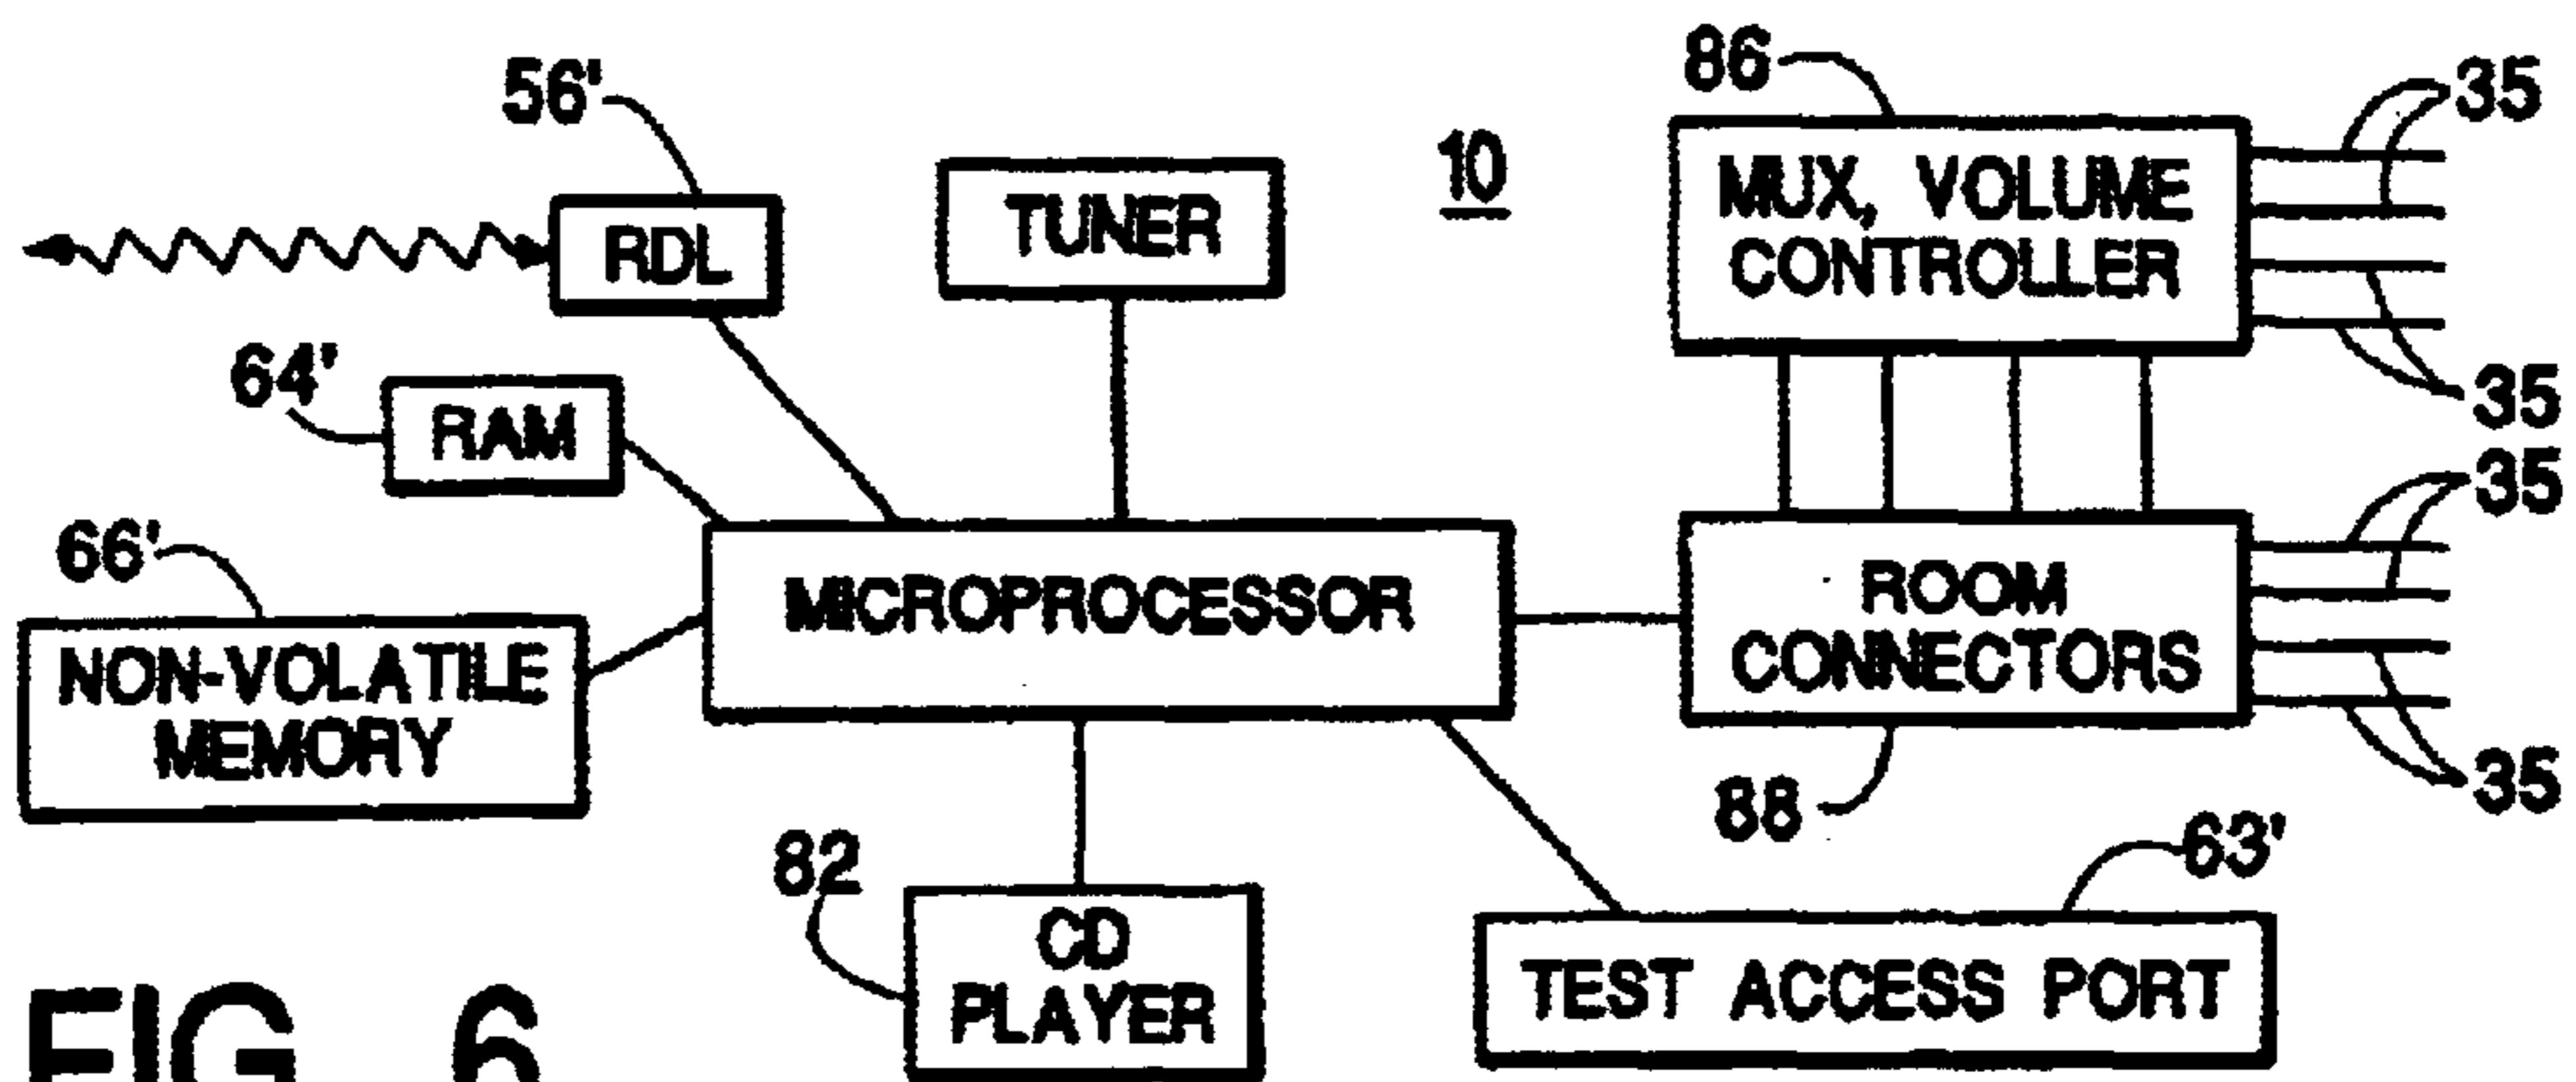 86
35
56'
10
MUX, VOLUME
CONTROLLER
TUNER
RDL
64'
RAM
35
35
66'
MICROPROCESSOR
ROOM
CONNECTORS
NON-VOLATILE
MEMORY
35
88
63'
82
CD
PLAYER
TEST ACCESS PORT
FIG 6